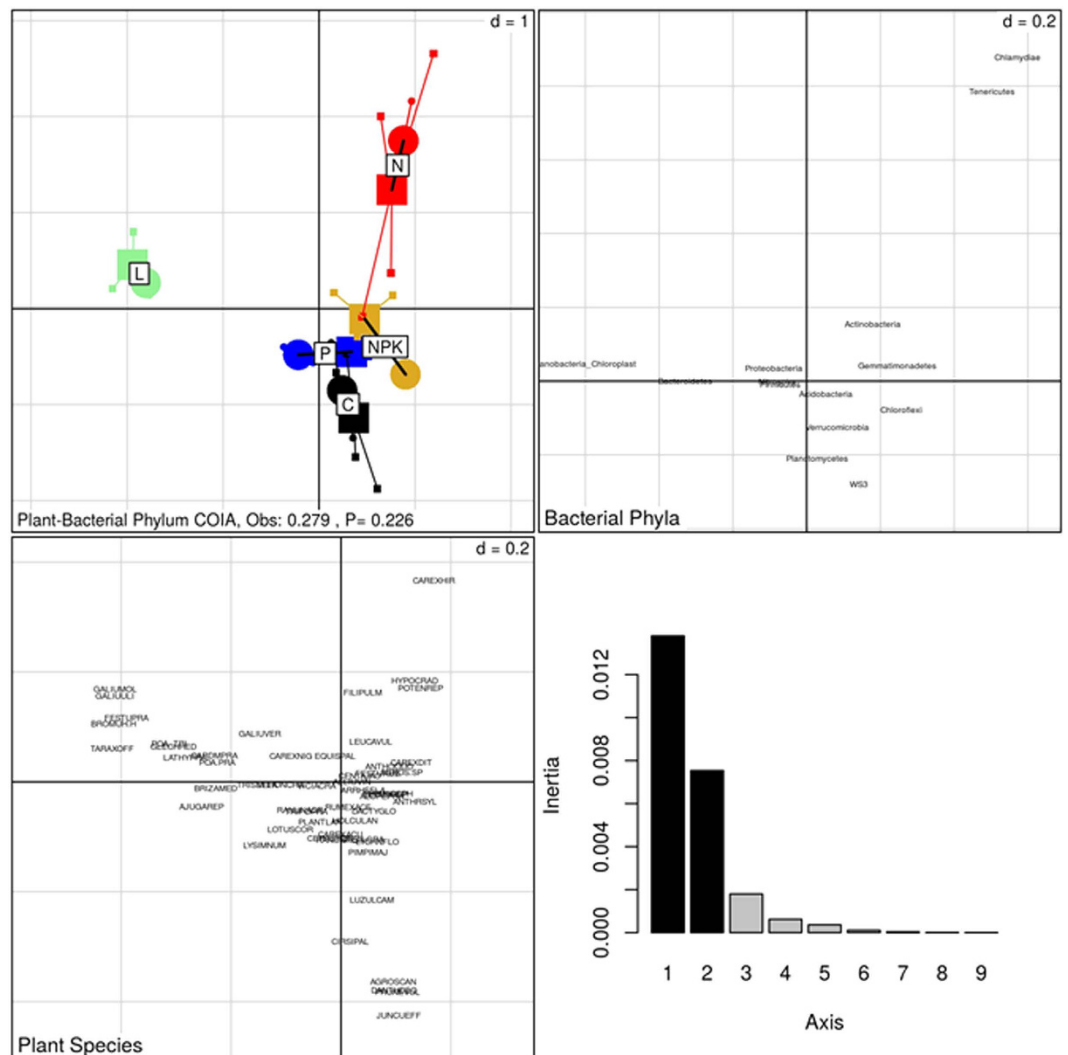 d = 1
N
L
P
NPK
C
Plant-Bacterial Phylum COIA, Obs: 0.279 , P= 0.226
d = 0.2
Chlamydiae
Tenericutes
Actinobacteria
anobacteria_Chloroplast
Proteobacteria
Gemmatimonadetes
Bacteroidetes
Acidobacteria
Chloroflexi
Verrucomicrobia
Planctomycetes
WS3
Bacterial Phyla
d = 0.2
CAREXHIR
HYPOCRAD
GALIUMOL
POTENREP
GALIUULI
FILIPULM
FESTUPRA
BROMOH.H
GALIUVER
LEUCAVUL
TARAXOFF
CARDMPRA
CAREXNIG EQUISPAL
POA.PRA
CAREXDIT
BRIZAMED
ANTHRSYL
AJUGAREP
RUMEXACE
DACTYGLO
PLANTLAN
HOLCULAN
LOTUSCOR
LYSIMNUM
PIMPIMAJ
LUZULCAM
CIRSIPAL
AGROSCAN
JUNCUEFF
Plant Species
Inertia
0.000 0.004 0.008 0.012
1 2 3 4 5 6 7 8 9
Axis